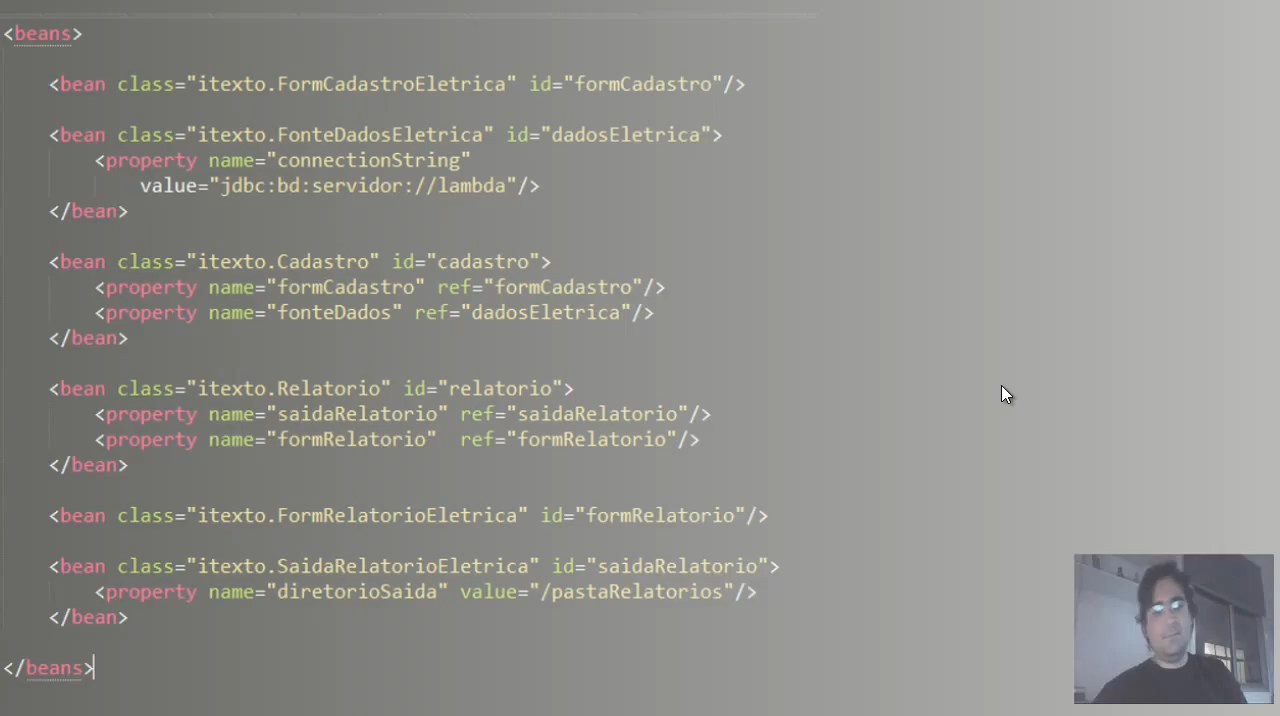 <beans>
<bean class="itexto.FormCadastroEletrica" id="formCadastro"/>
<bean class="itexto.FonteDadosEletrica" id="dadosEletrica">
<property name="connectionString"
value="jdbc:bd:servidor://lambda"/>
</bean>
<bean class="itexto.Cadastro" id="cadastro">
<property name="formCadastro" ref="formCadastro"/>
<property name="fonteDados" ref="dadosEletrica"/>
</bean>
<bean class="itexto.Relatorio" id="relatorio">
<property name="saidaRelatorio" ref="saidaRelatorio"/>
<property name="formRelatorio"  ref="formRelatorio"/>
</bean>
<bean class="itexto.FormRelatorioEletrica" id="formRelatorio"/>
<bean class="itexto.SaidaRelatorioEletrica" id="saidaRelatorio">
<property name="diretorioSaida" value="/pastaRelatorios"/>
</bean>
</beans>